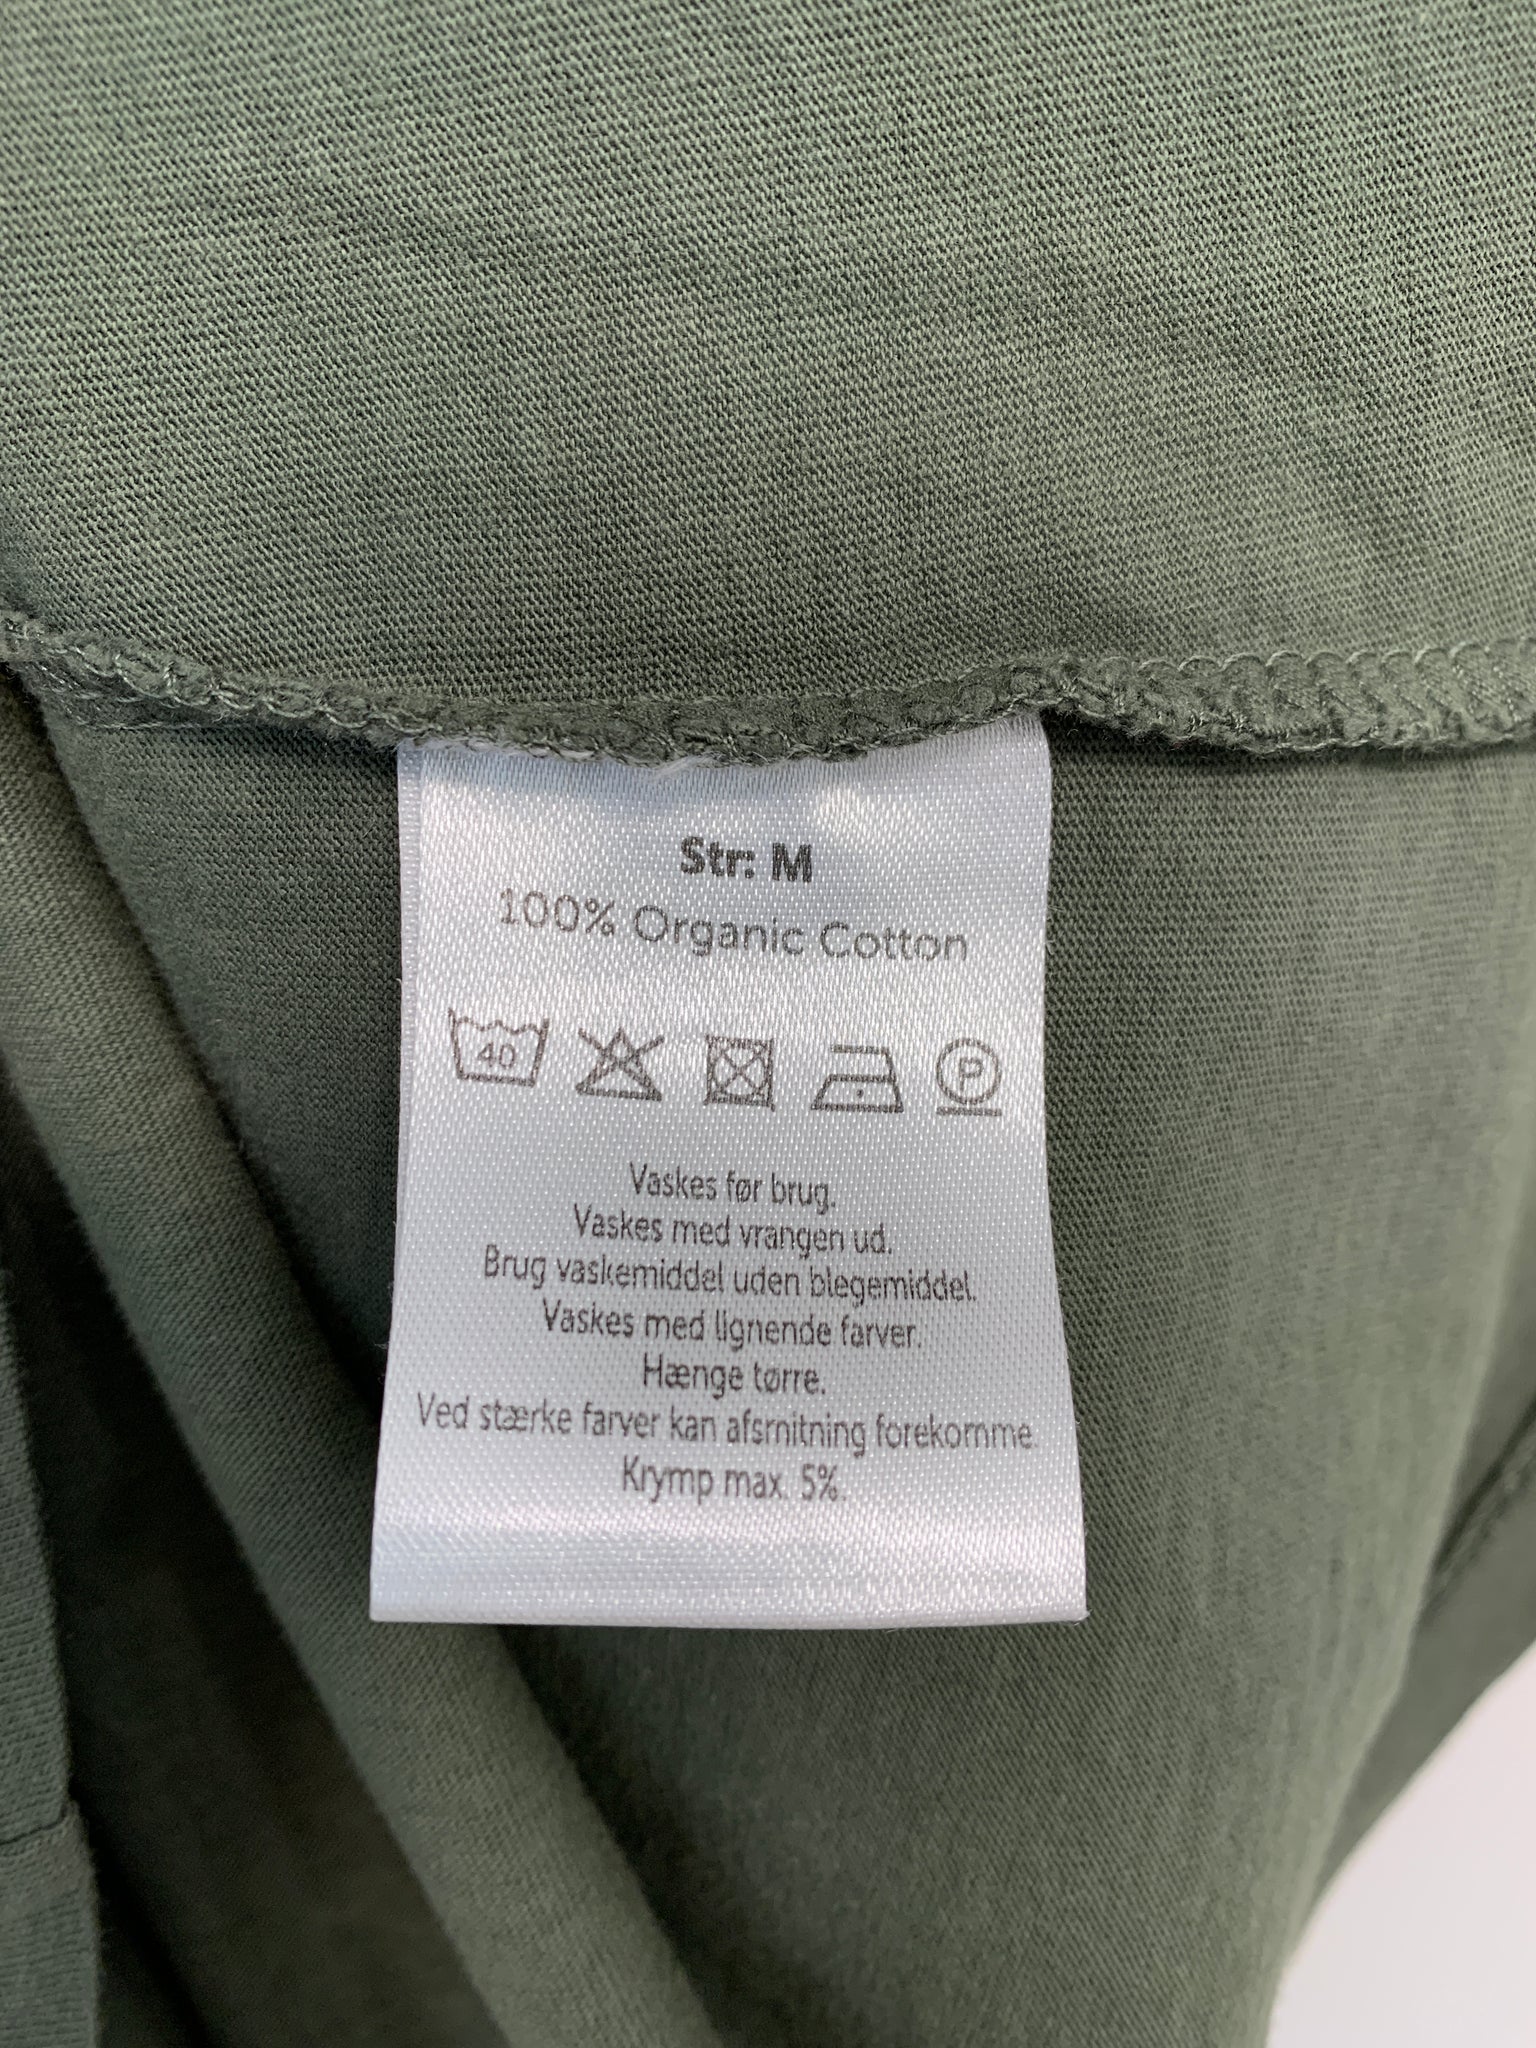 Str: M
100% Organic Cotton
40 P
Vaskes før brug.
Vaskes med vrangen ud.
Brug vaskemiddel uden blegemiddel.
Vaskes med lignende farver.
Hænge tørre.
Ved stærke farver kan afsmitning forekomme.
Krymp max. 5%.